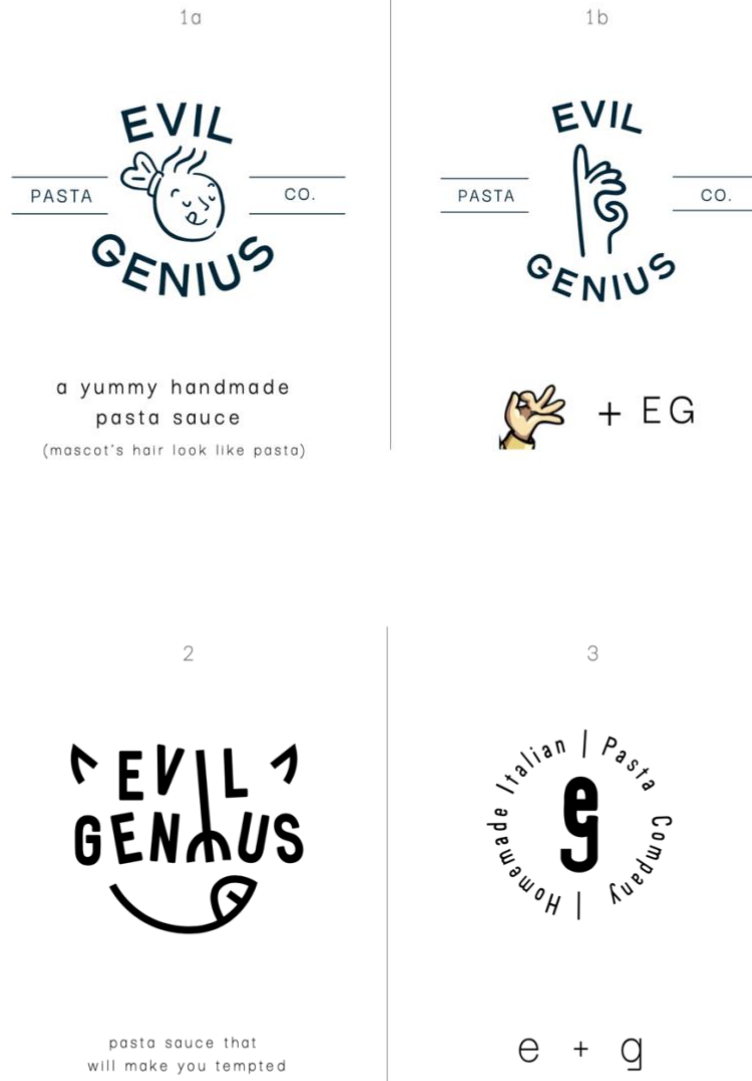 1a
EVIL
PASTA CO.
GENIUS
a yummy handmade
pasta sauce
(mascot's hair look like pasta)
1b
EVIL
PASTA CO.
GENIUS
+ EG
2
EVIL
GENIUS
pasta sauce that
will make you tempted
3
Homemade Italian | Pasta Company |
eg
e + g